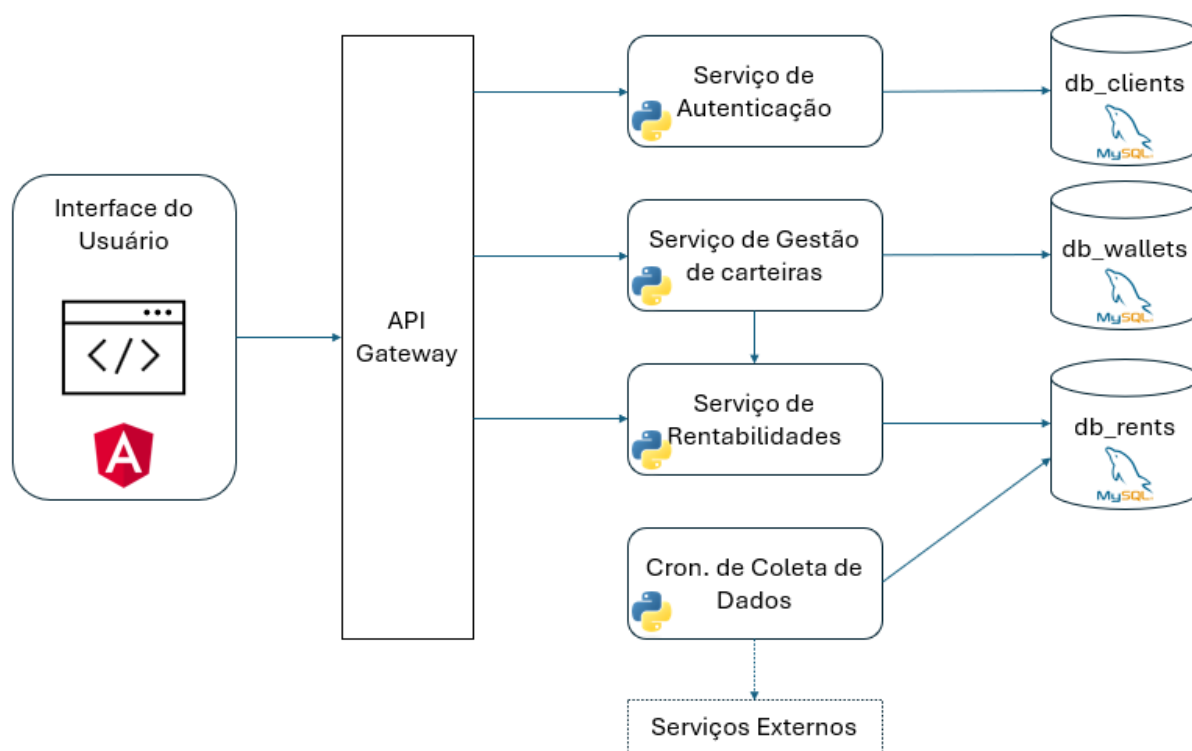 Interface do
Usuário
</>
A
API
Gateway
Serviço de
Autenticação
db_clients
MySQL
Serviço de Gestão
de carteiras
db_wallets
MySQL
Serviço de
Rentabilidades
db_rents
MySQL
Cron. de Coleta de
Dados
Serviços Externos